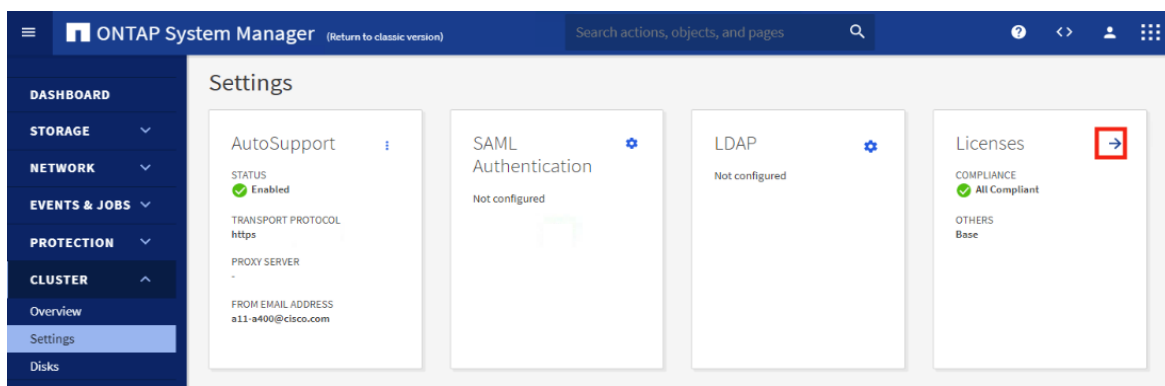 ONTAP System Manager (Return to classic version)
Search actions, objects, and pages
DASHBOARD
STORAGE
NETWORK
EVENTS & JOBS
PROTECTION
CLUSTER
Overview
Settings
Disks
Settings
AutoSupport
STATUS
Enabled
TRANSPORT PROTOCOL
https
PROXY SERVER
-
FROM EMAIL ADDRESS
a11-a400@cisco.com
SAML
Authentication
Not configured
LDAP
Not configured
Licenses
COMPLIANCE
All Compliant
OTHERS
Base